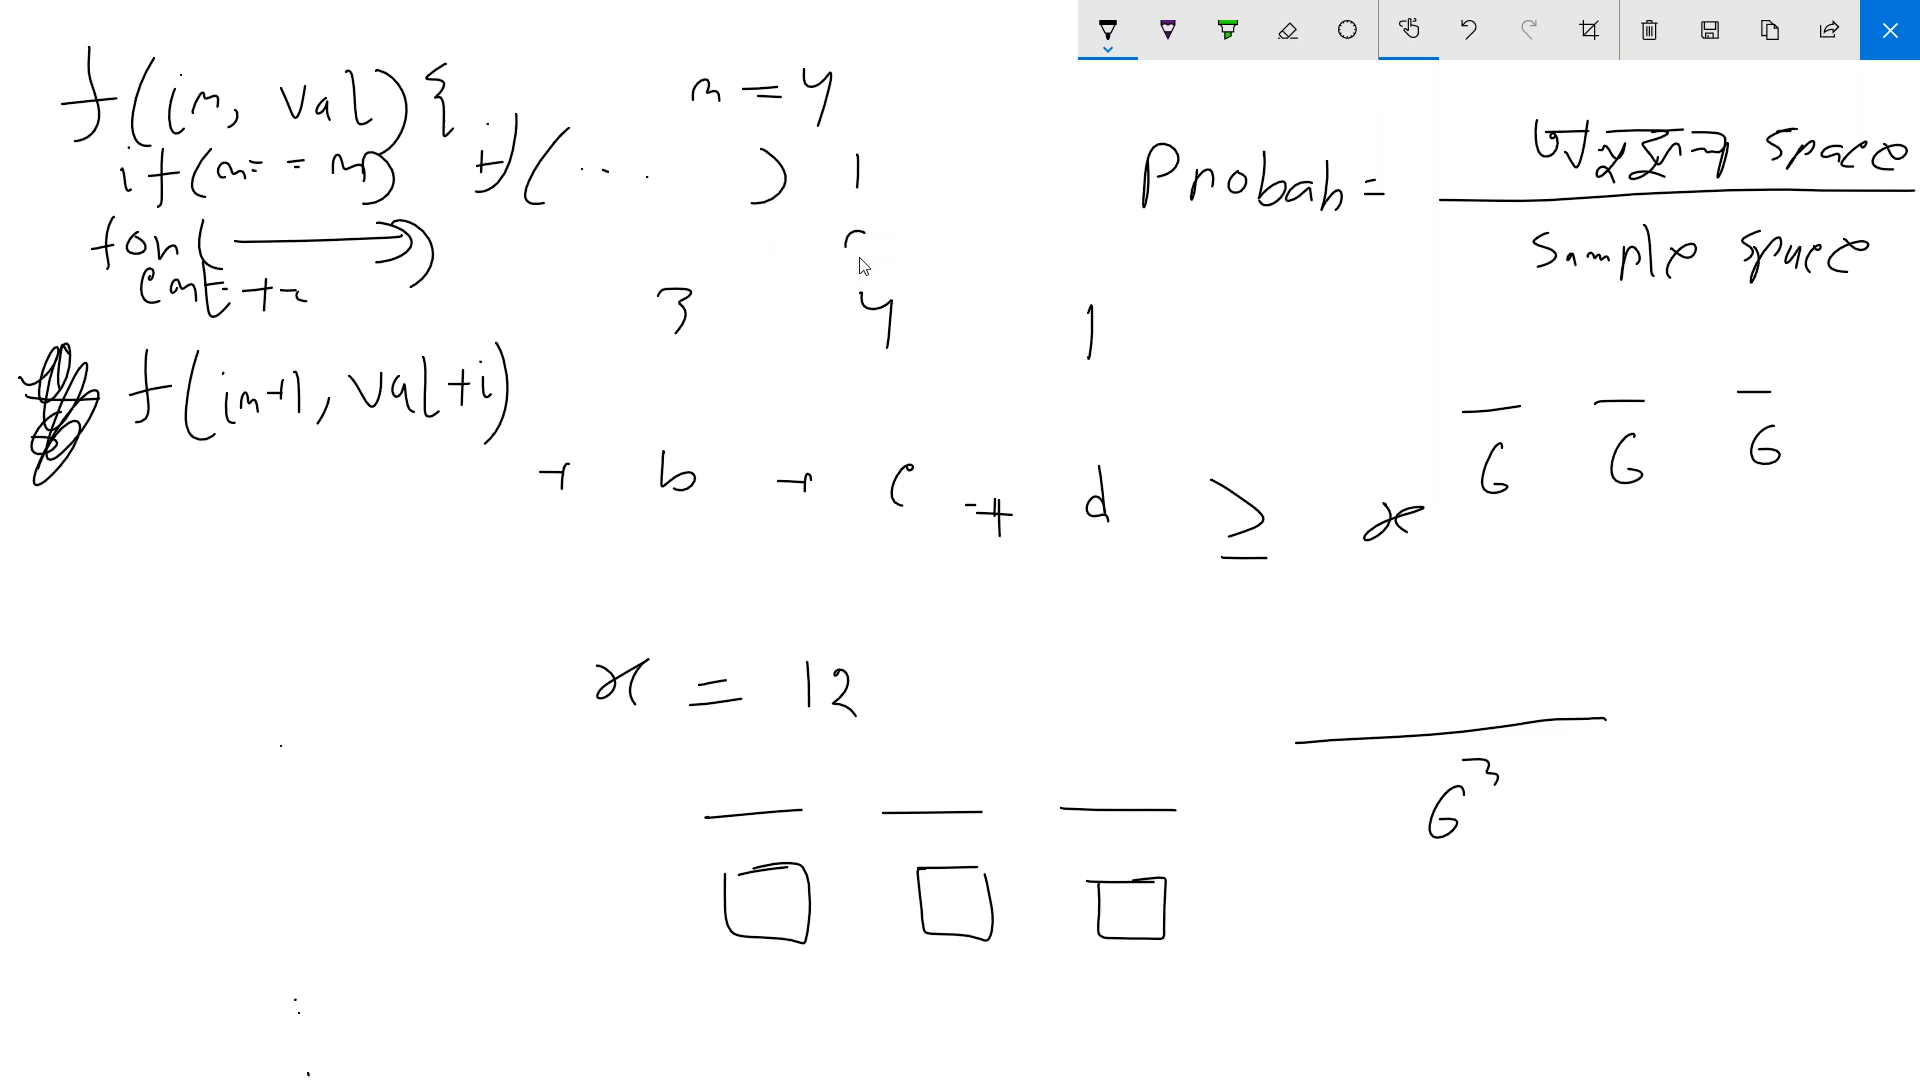 f(in, val){
if(n == n) if(... )
for( )
cnt +=
f(in+1, val+i)
n = 4
1
3 4 1
+ b + c + d ≥ x
Probab =
space
sample space
6 6 6
x = 12
6³